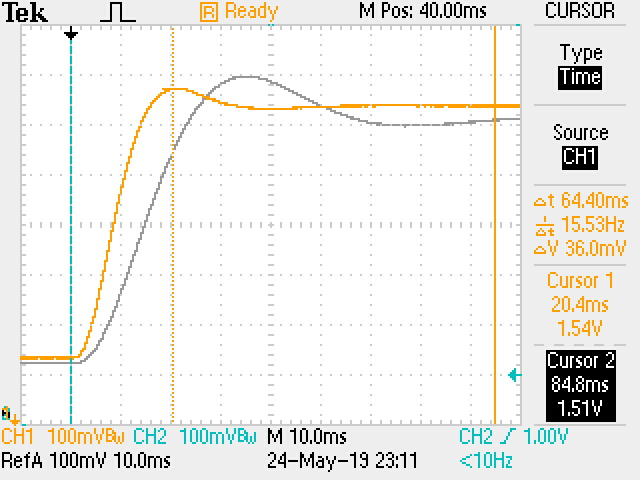 Tek R Ready M Pos: 40.00ms CURSOR
Type
Time
Source
CH1
Δt 64.40ms
1/Δt 15.53Hz
ΔV 36.0mV
Cursor 1
20.4ms
1.54V
Cursor 2
84.8ms
1.51V
CH1 100mVBw CH2 100mVBw M 10.0ms CH2 / 1.00V
RefA 100mV 10.0ms 24-May-19 23:11 <10Hz